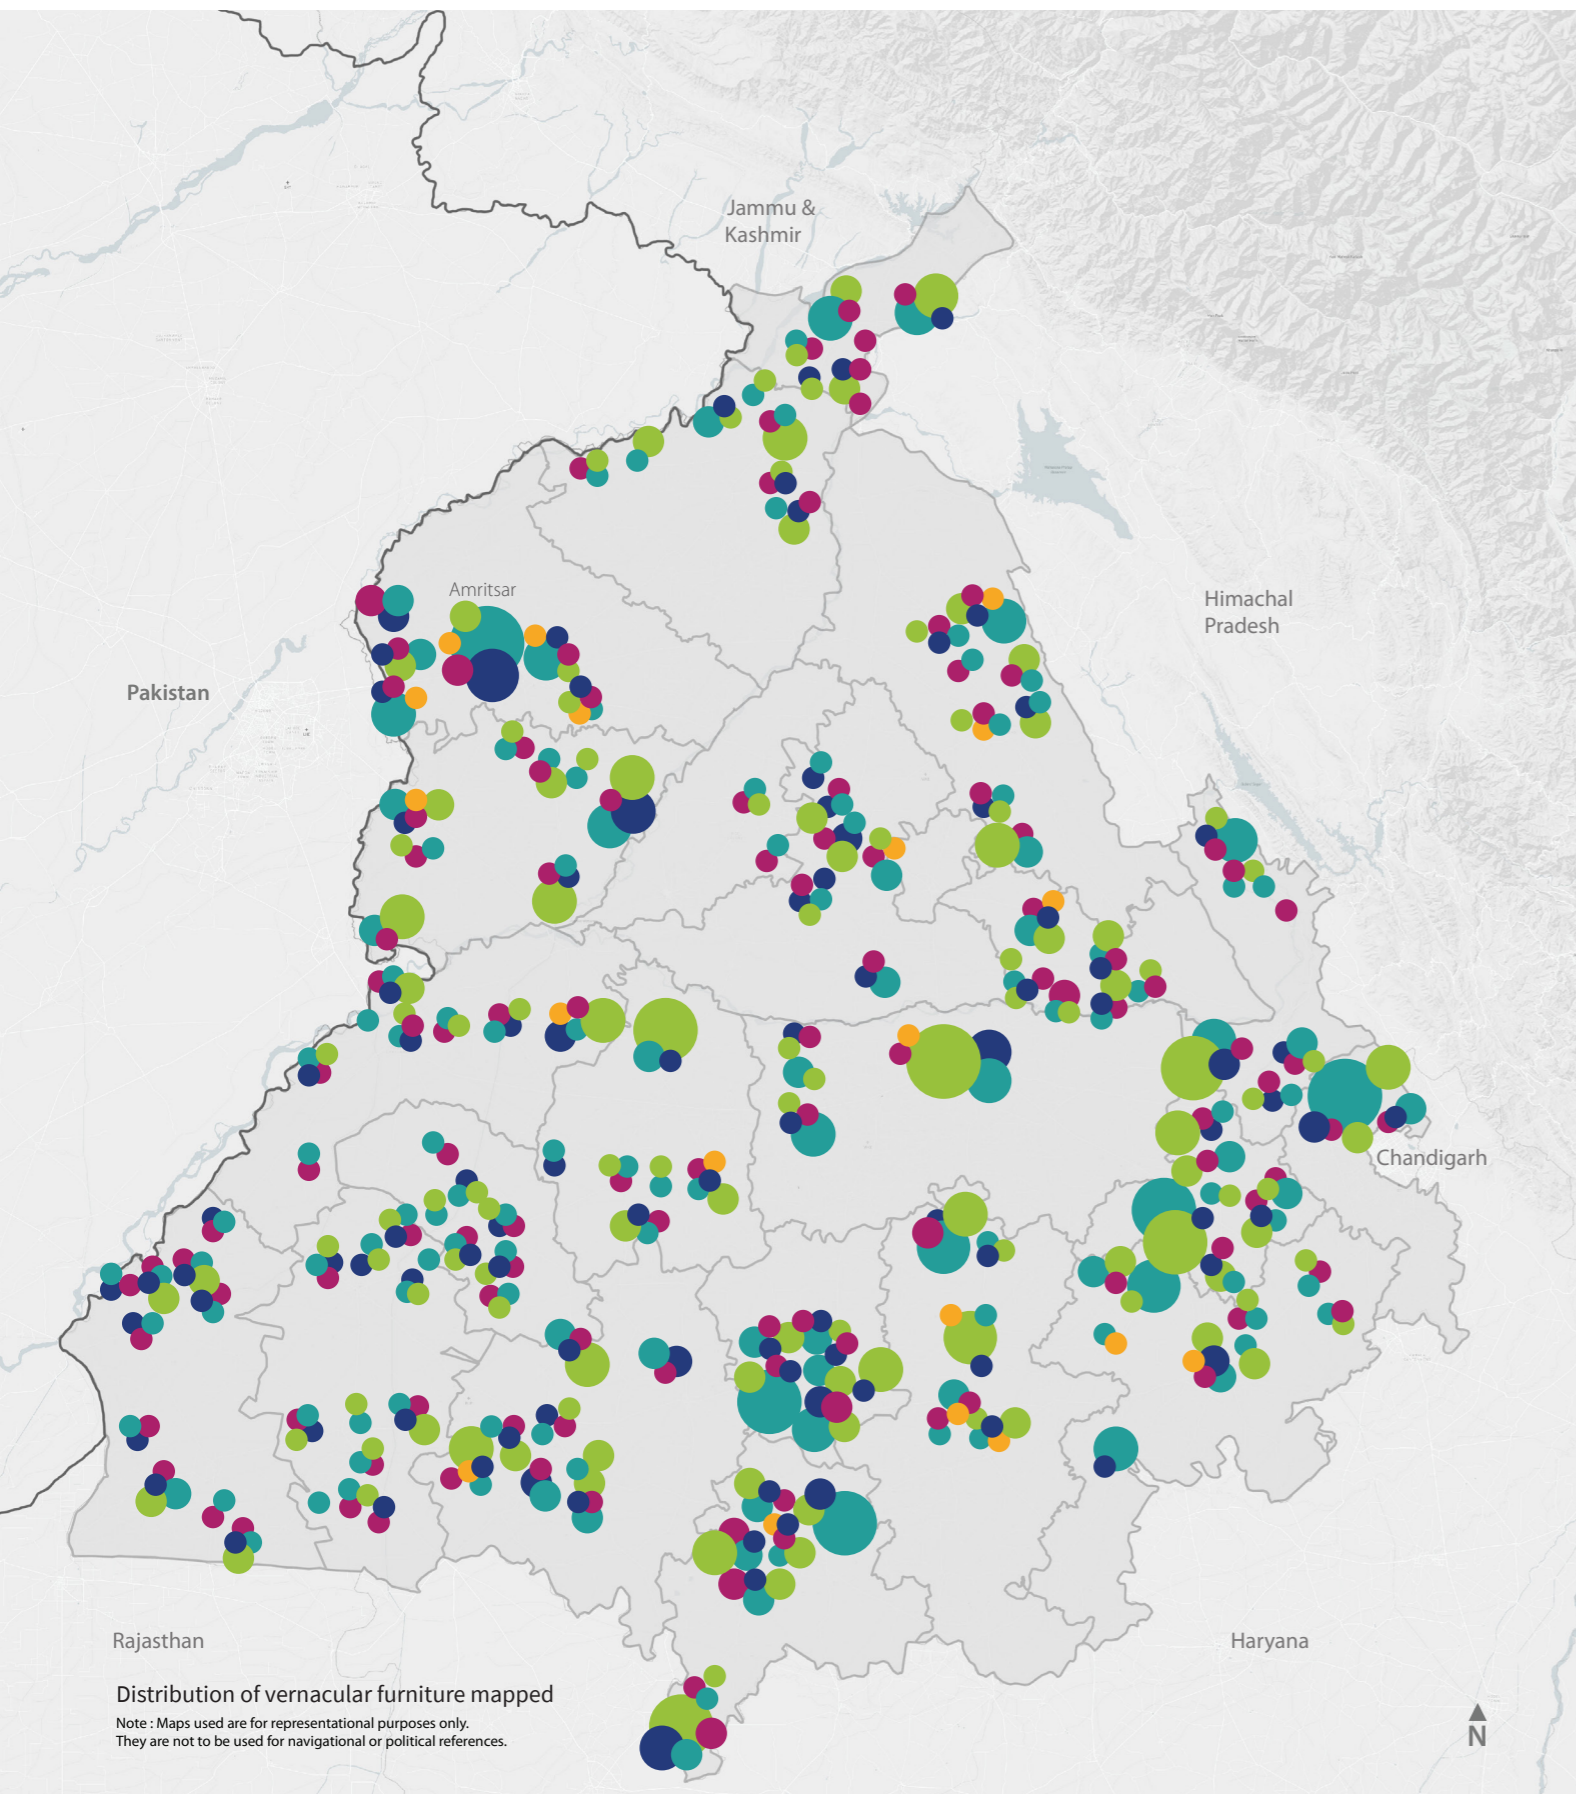 Jammu &
Kashmir
Amritsar
Himachal
Pradesh
Pakistan
Chandigarh
Rajasthan
Haryana
Distribution of vernacular furniture mapped
Note : Maps used are for representational purposes only.
They are not to be used for navigational or political references.
N